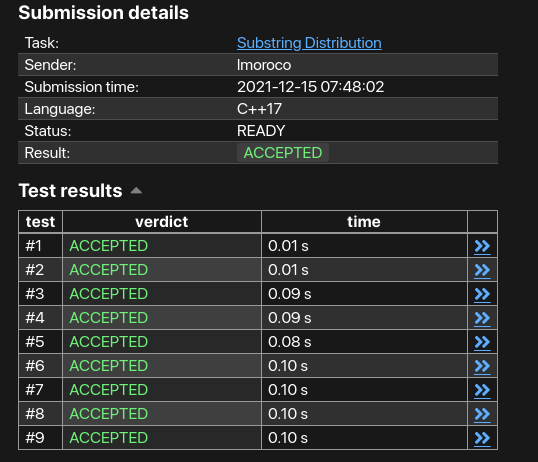 Submission details
Task: Substring Distribution
Sender: lmoroco
Submission time: 2021-12-15 07:48:02
Language: C++17
Status: READY
Result: ACCEPTED
Test results
test verdict time
#1 ACCEPTED 0.01 s
#2 ACCEPTED 0.01 s
#3 ACCEPTED 0.09 s
#4 ACCEPTED 0.09 s
#5 ACCEPTED 0.08 s
#6 ACCEPTED 0.10 s
#7 ACCEPTED 0.10 s
#8 ACCEPTED 0.10 s
#9 ACCEPTED 0.10 s